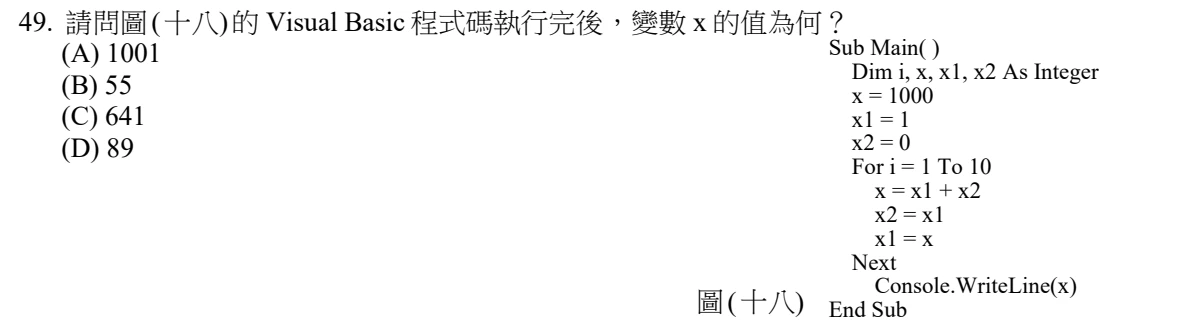 49. 請問圖(十八)的 Visual Basic 程式碼執行完後，變數 x 的值為何？
(A) 1001
(B) 55
(C) 641
(D) 89
Sub Main( )
Dim i, x, x1, x2 As Integer
x = 1000
x1 = 1
x2 = 0
For i = 1 To 10
x = x1 + x2
x2 = x1
x1 = x
Next
Console.WriteLine(x)
End Sub
圖(十八)